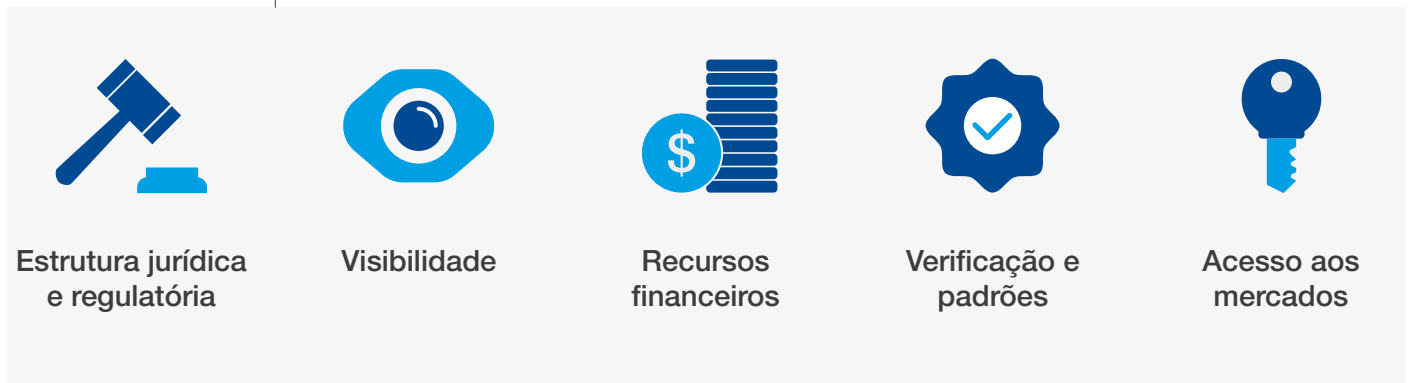 $
Estrutura jurídica
e regulatória
Visibilidade
Recursos
financeiros
Verificação e
padrões
Acesso aos
mercados